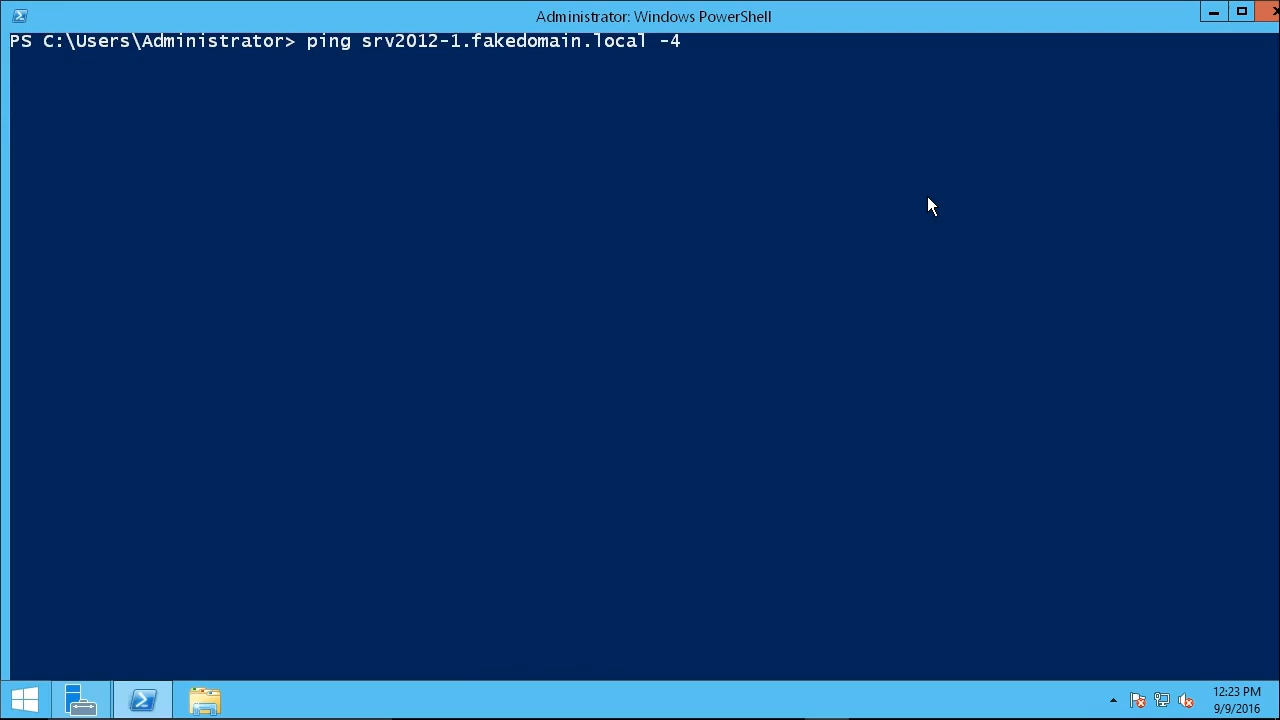 Administrator: Windows PowerShell
PS C:\Users\Administrator> ping srv2012-1.fakedomain.local -4
12:23 PM
9/9/2016